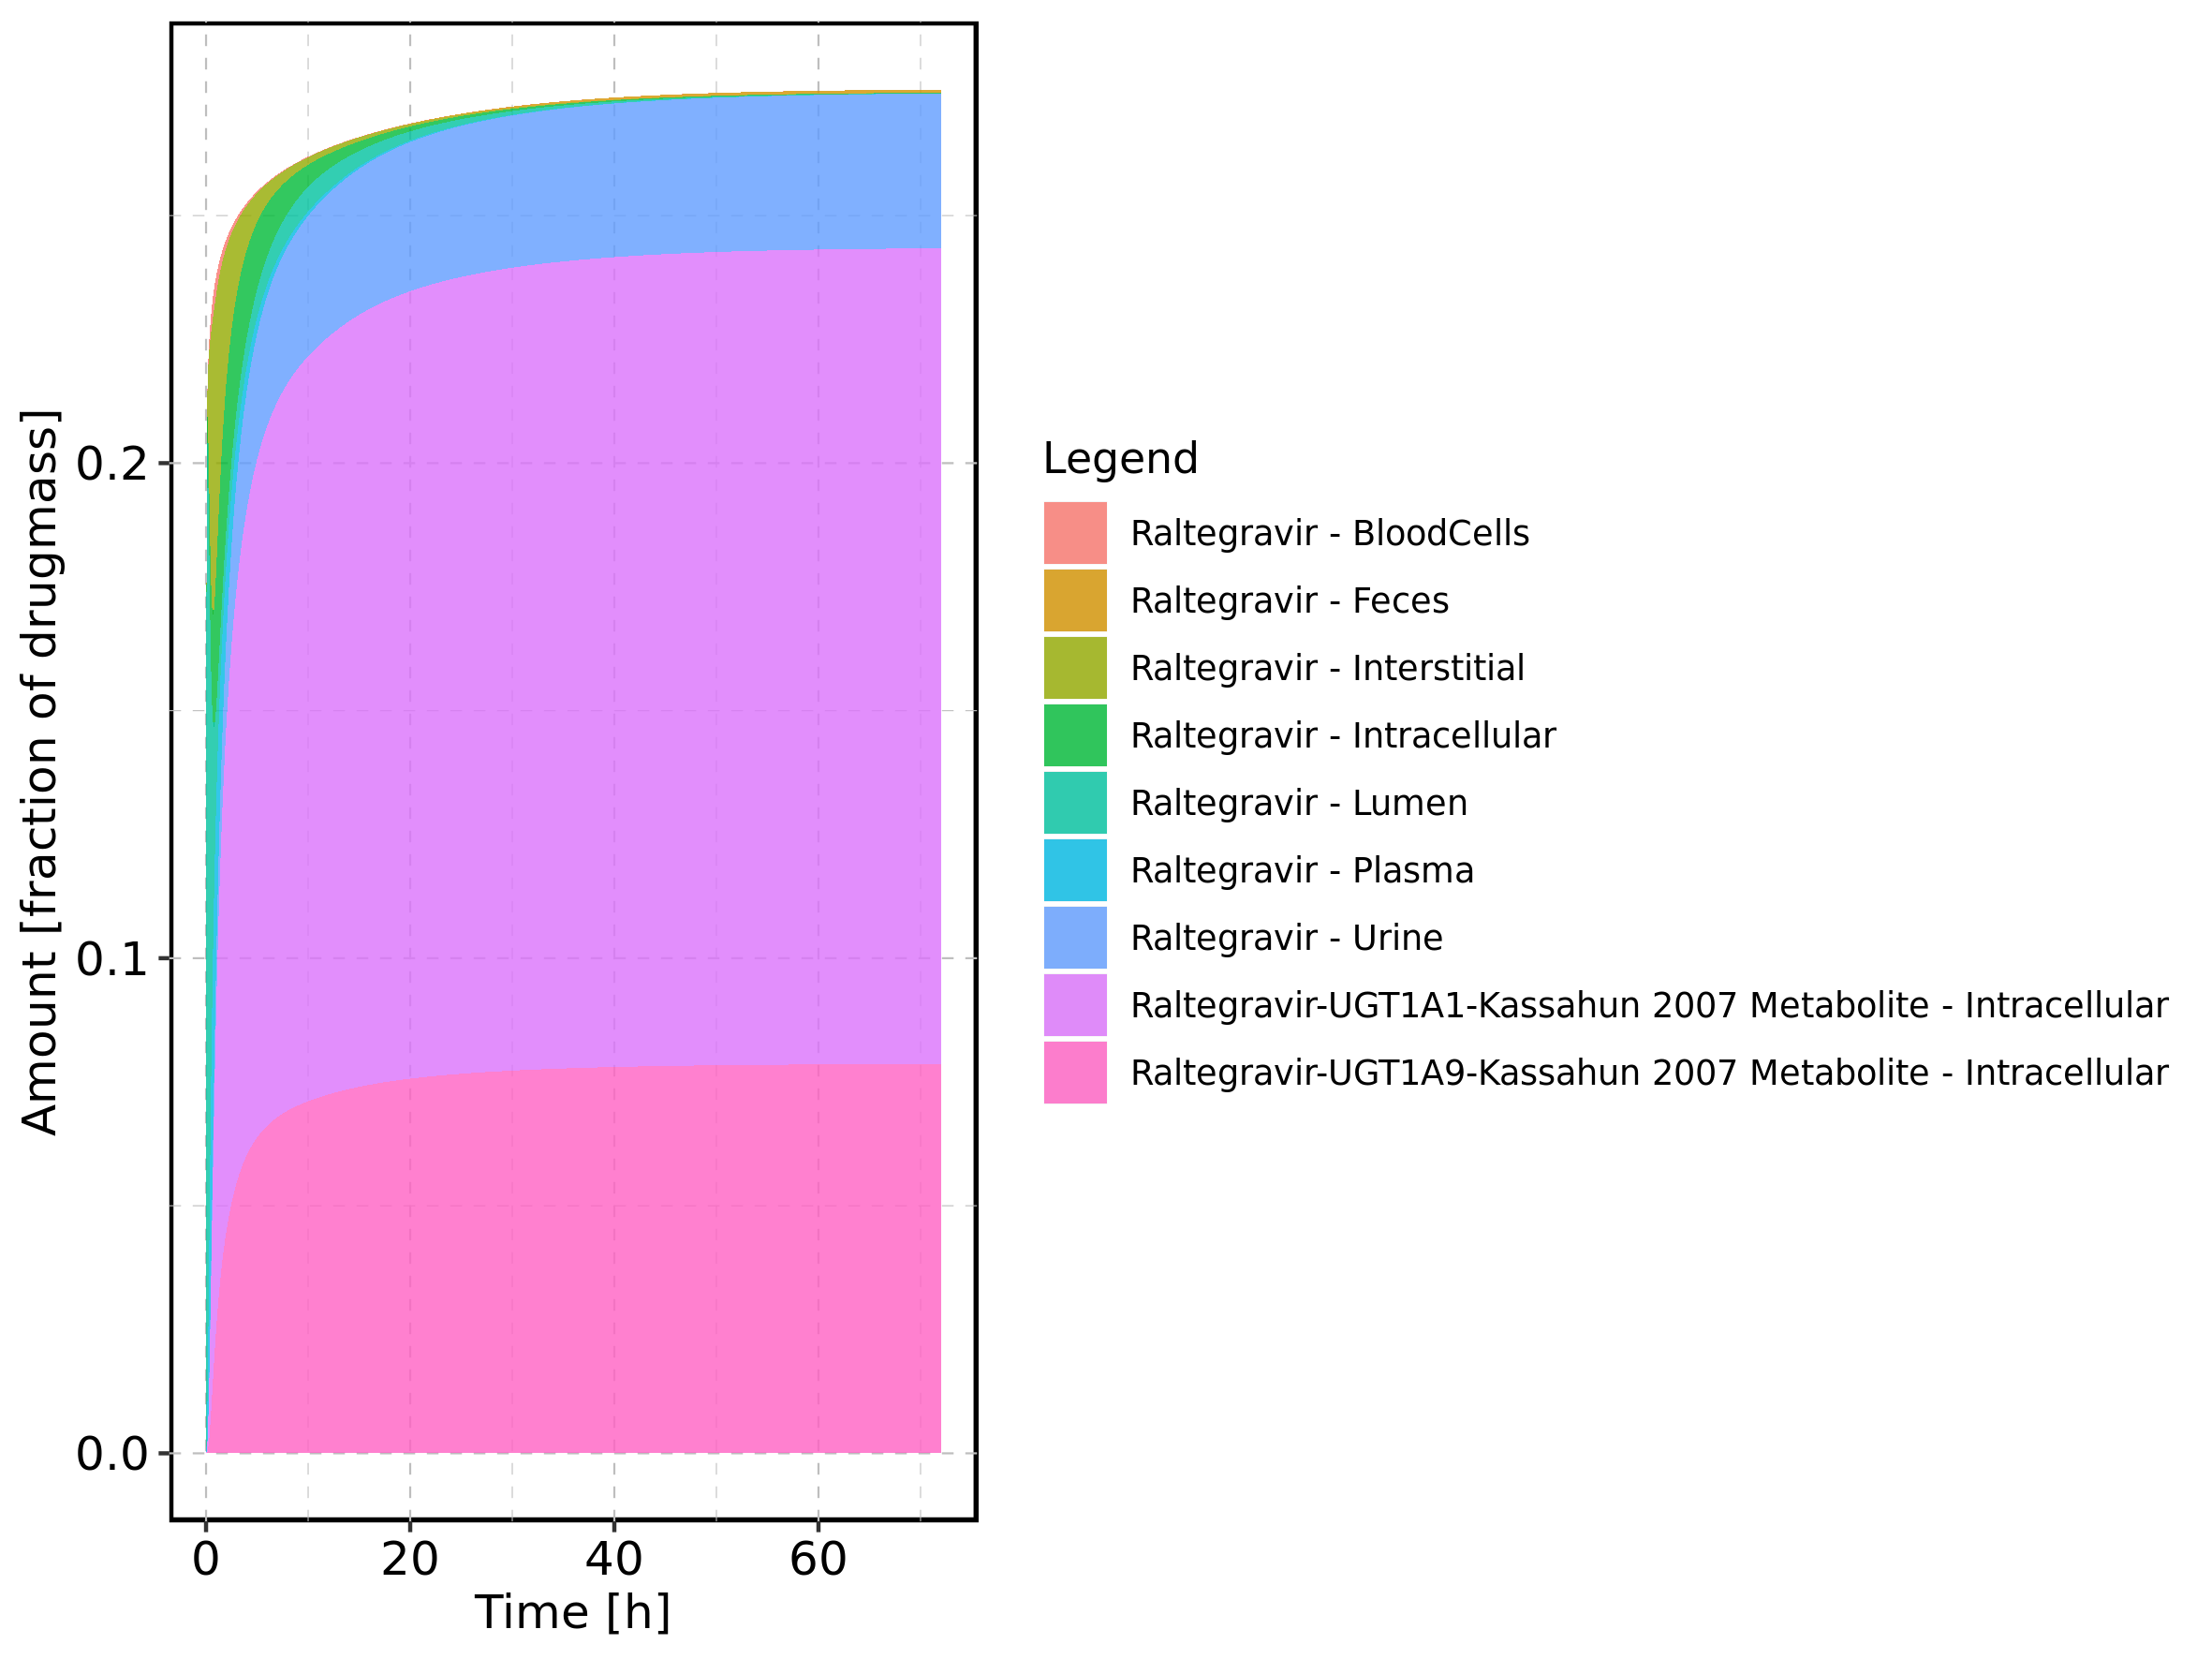 Amount [fraction of drugmass]
0.2
0.1
0.0
0 20 40 60
Time [h]
Legend
Raltegravir - BloodCells
Raltegravir - Feces
Raltegravir - Interstitial
Raltegravir - Intracellular
Raltegravir - Lumen
Raltegravir - Plasma
Raltegravir - Urine
Raltegravir-UGT1A1-Kassahun 2007 Metabolite - Intracellular
Raltegravir-UGT1A9-Kassahun 2007 Metabolite - Intracellular